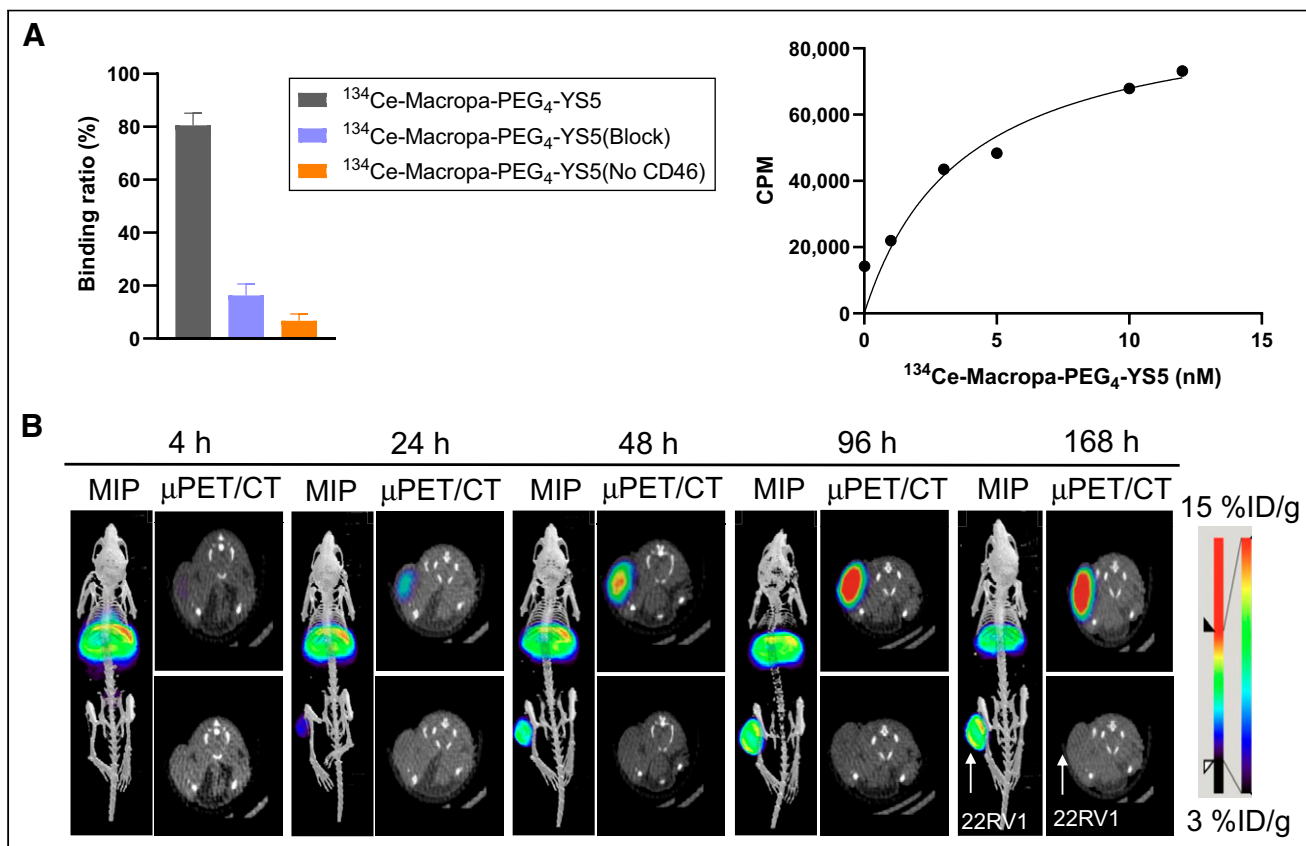 A
Binding ratio (%)
100
80
60
40
20
0
¹³⁴Ce-Macropa-PEG₄-YS5
¹³⁴Ce-Macropa-PEG₄-YS5(Block)
¹³⁴Ce-Macropa-PEG₄-YS5(No CD46)
CPM
80,000
60,000
40,000
20,000
0
0 5 10 15
¹³⁴Ce-Macropa-PEG₄-YS5 (nM)
B
4 h 24 h 48 h 96 h 168 h
MIP μPET/CT MIP μPET/CT MIP μPET/CT MIP μPET/CT MIP μPET/CT
15 %ID/g
22RV1 22RV1
3 %ID/g